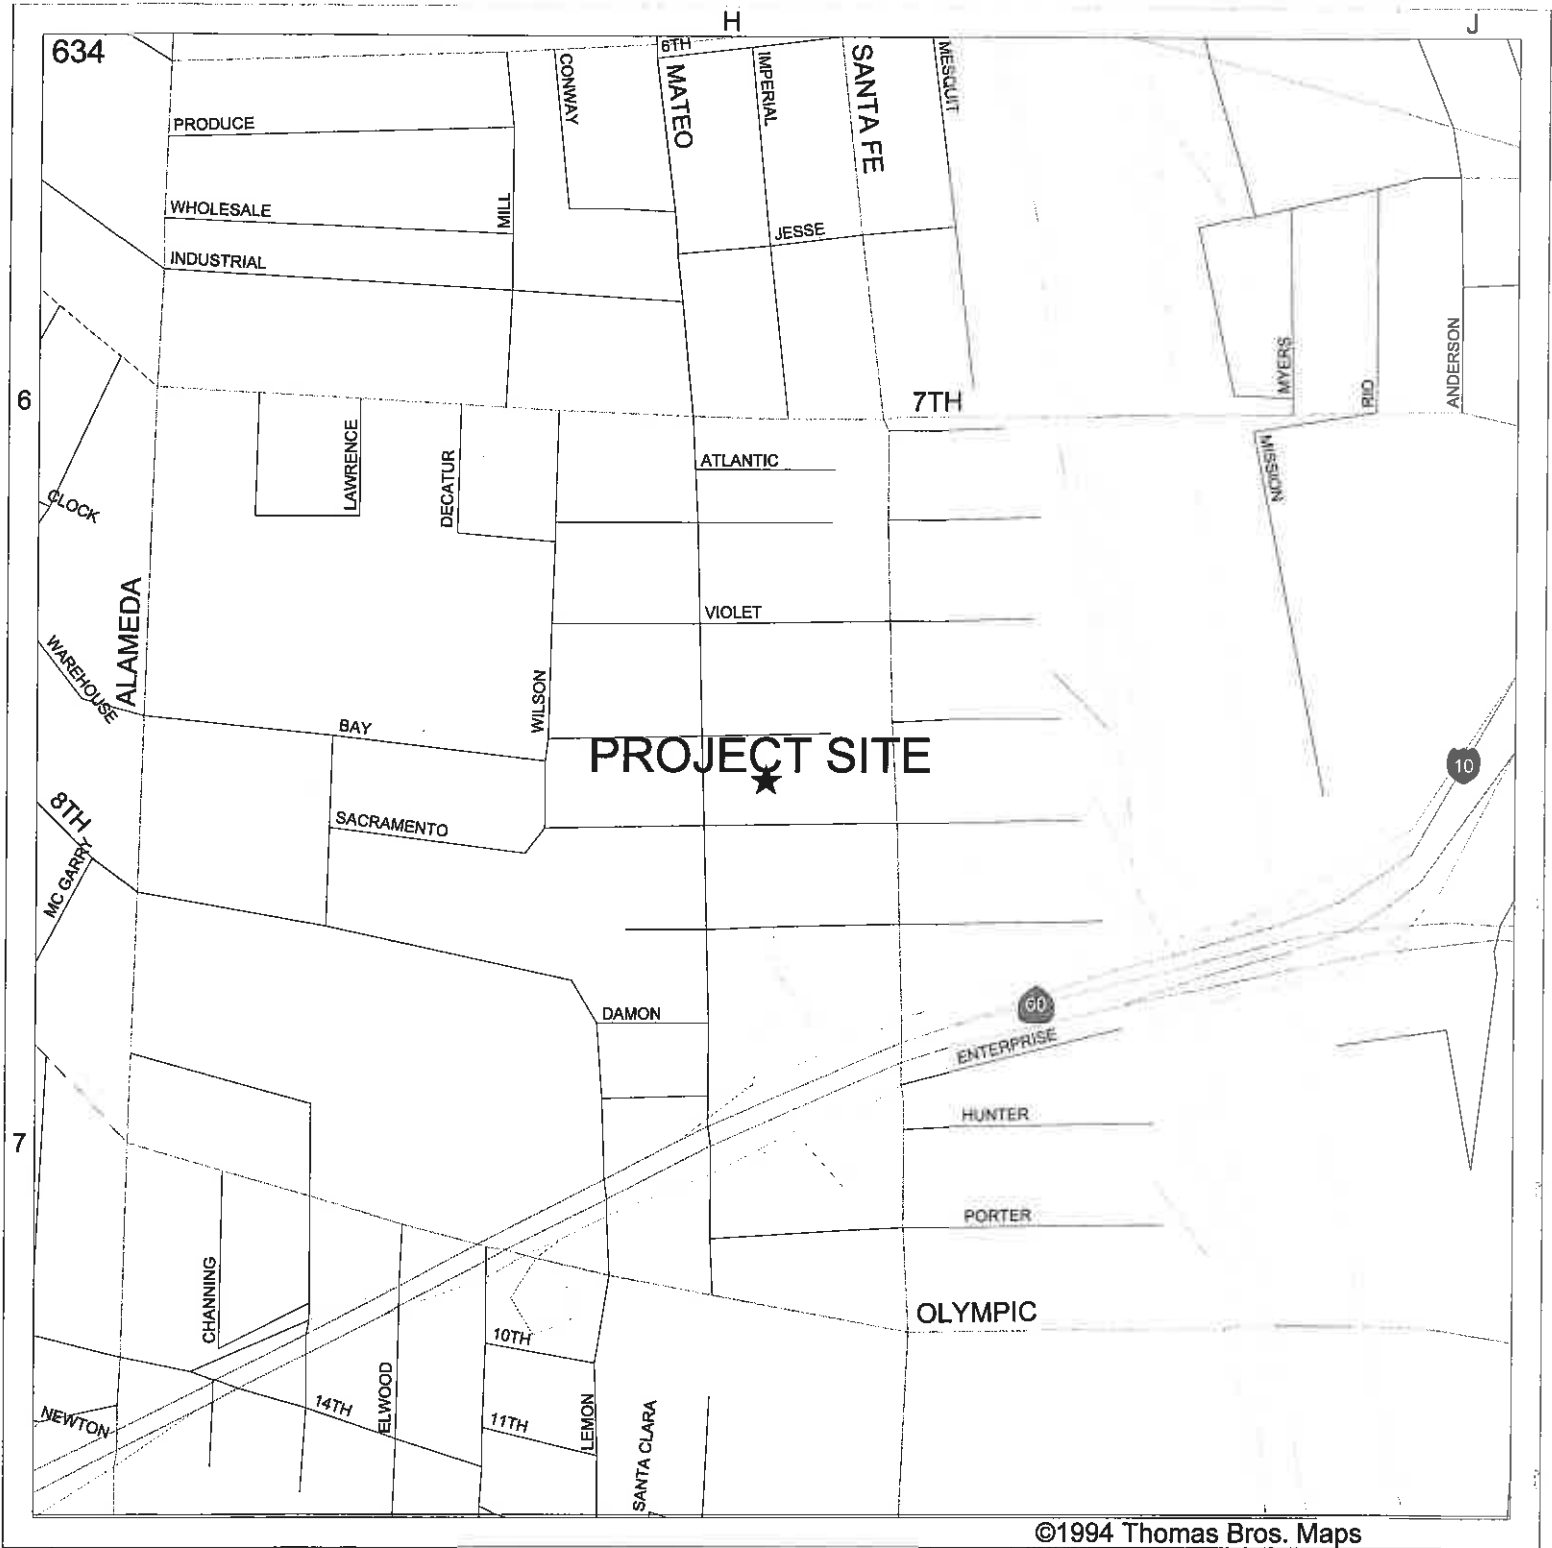 H
J
634
6TH
CONWAY
MATEO
IMPERIAL
SANTA FE
MESQUIT
PRODUCE
WHOLESALE
MILL
JESSE
INDUSTRIAL
6
7TH
MYERS
RIO
ANDERSON
LAWRENCE
DECATUR
ATLANTIC
MISSION
CLOCK
ALAMEDA
VIOLET
WAREHOUSE
WILSON
BAY
PROJECT SITE
10
8TH
SACRAMENTO
MC GARRY
DAMON
60
ENTERPRISE
HUNTER
7
PORTER
CHANNING
OLYMPIC
10TH
ELWOOD
14TH
NEWTON
11TH
LEMON
SANTA CLARA
©1994 Thomas Bros. Maps